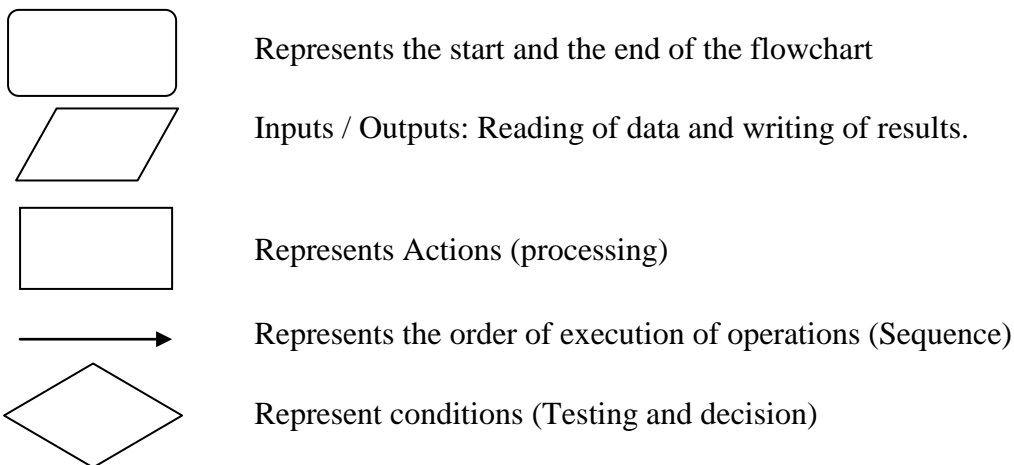 Represents the start and the end of the flowchart
Inputs / Outputs: Reading of data and writing of results.
Represents Actions (processing)
Represents the order of execution of operations (Sequence)
Represent conditions (Testing and decision)